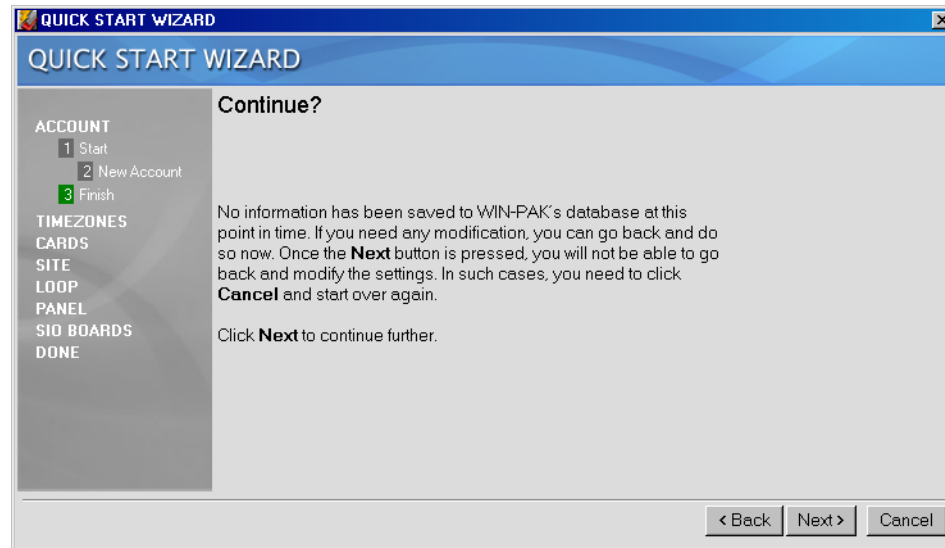 QUICK START WIZARD
QUICK START WIZARD
ACCOUNT
1 Start
2 New Account
3 Finish
TIMEZONES
CARDS
SITE
LOOP
PANEL
SIO BOARDS
DONE
Continue?
No information has been saved to WIN-PAK's database at this
point in time. If you need any modification, you can go back and do
so now. Once the Next button is pressed, you will not be able to go
back and modify the settings. In such cases, you need to click
Cancel and start over again.
Click Next to continue further.
< Back Next > Cancel